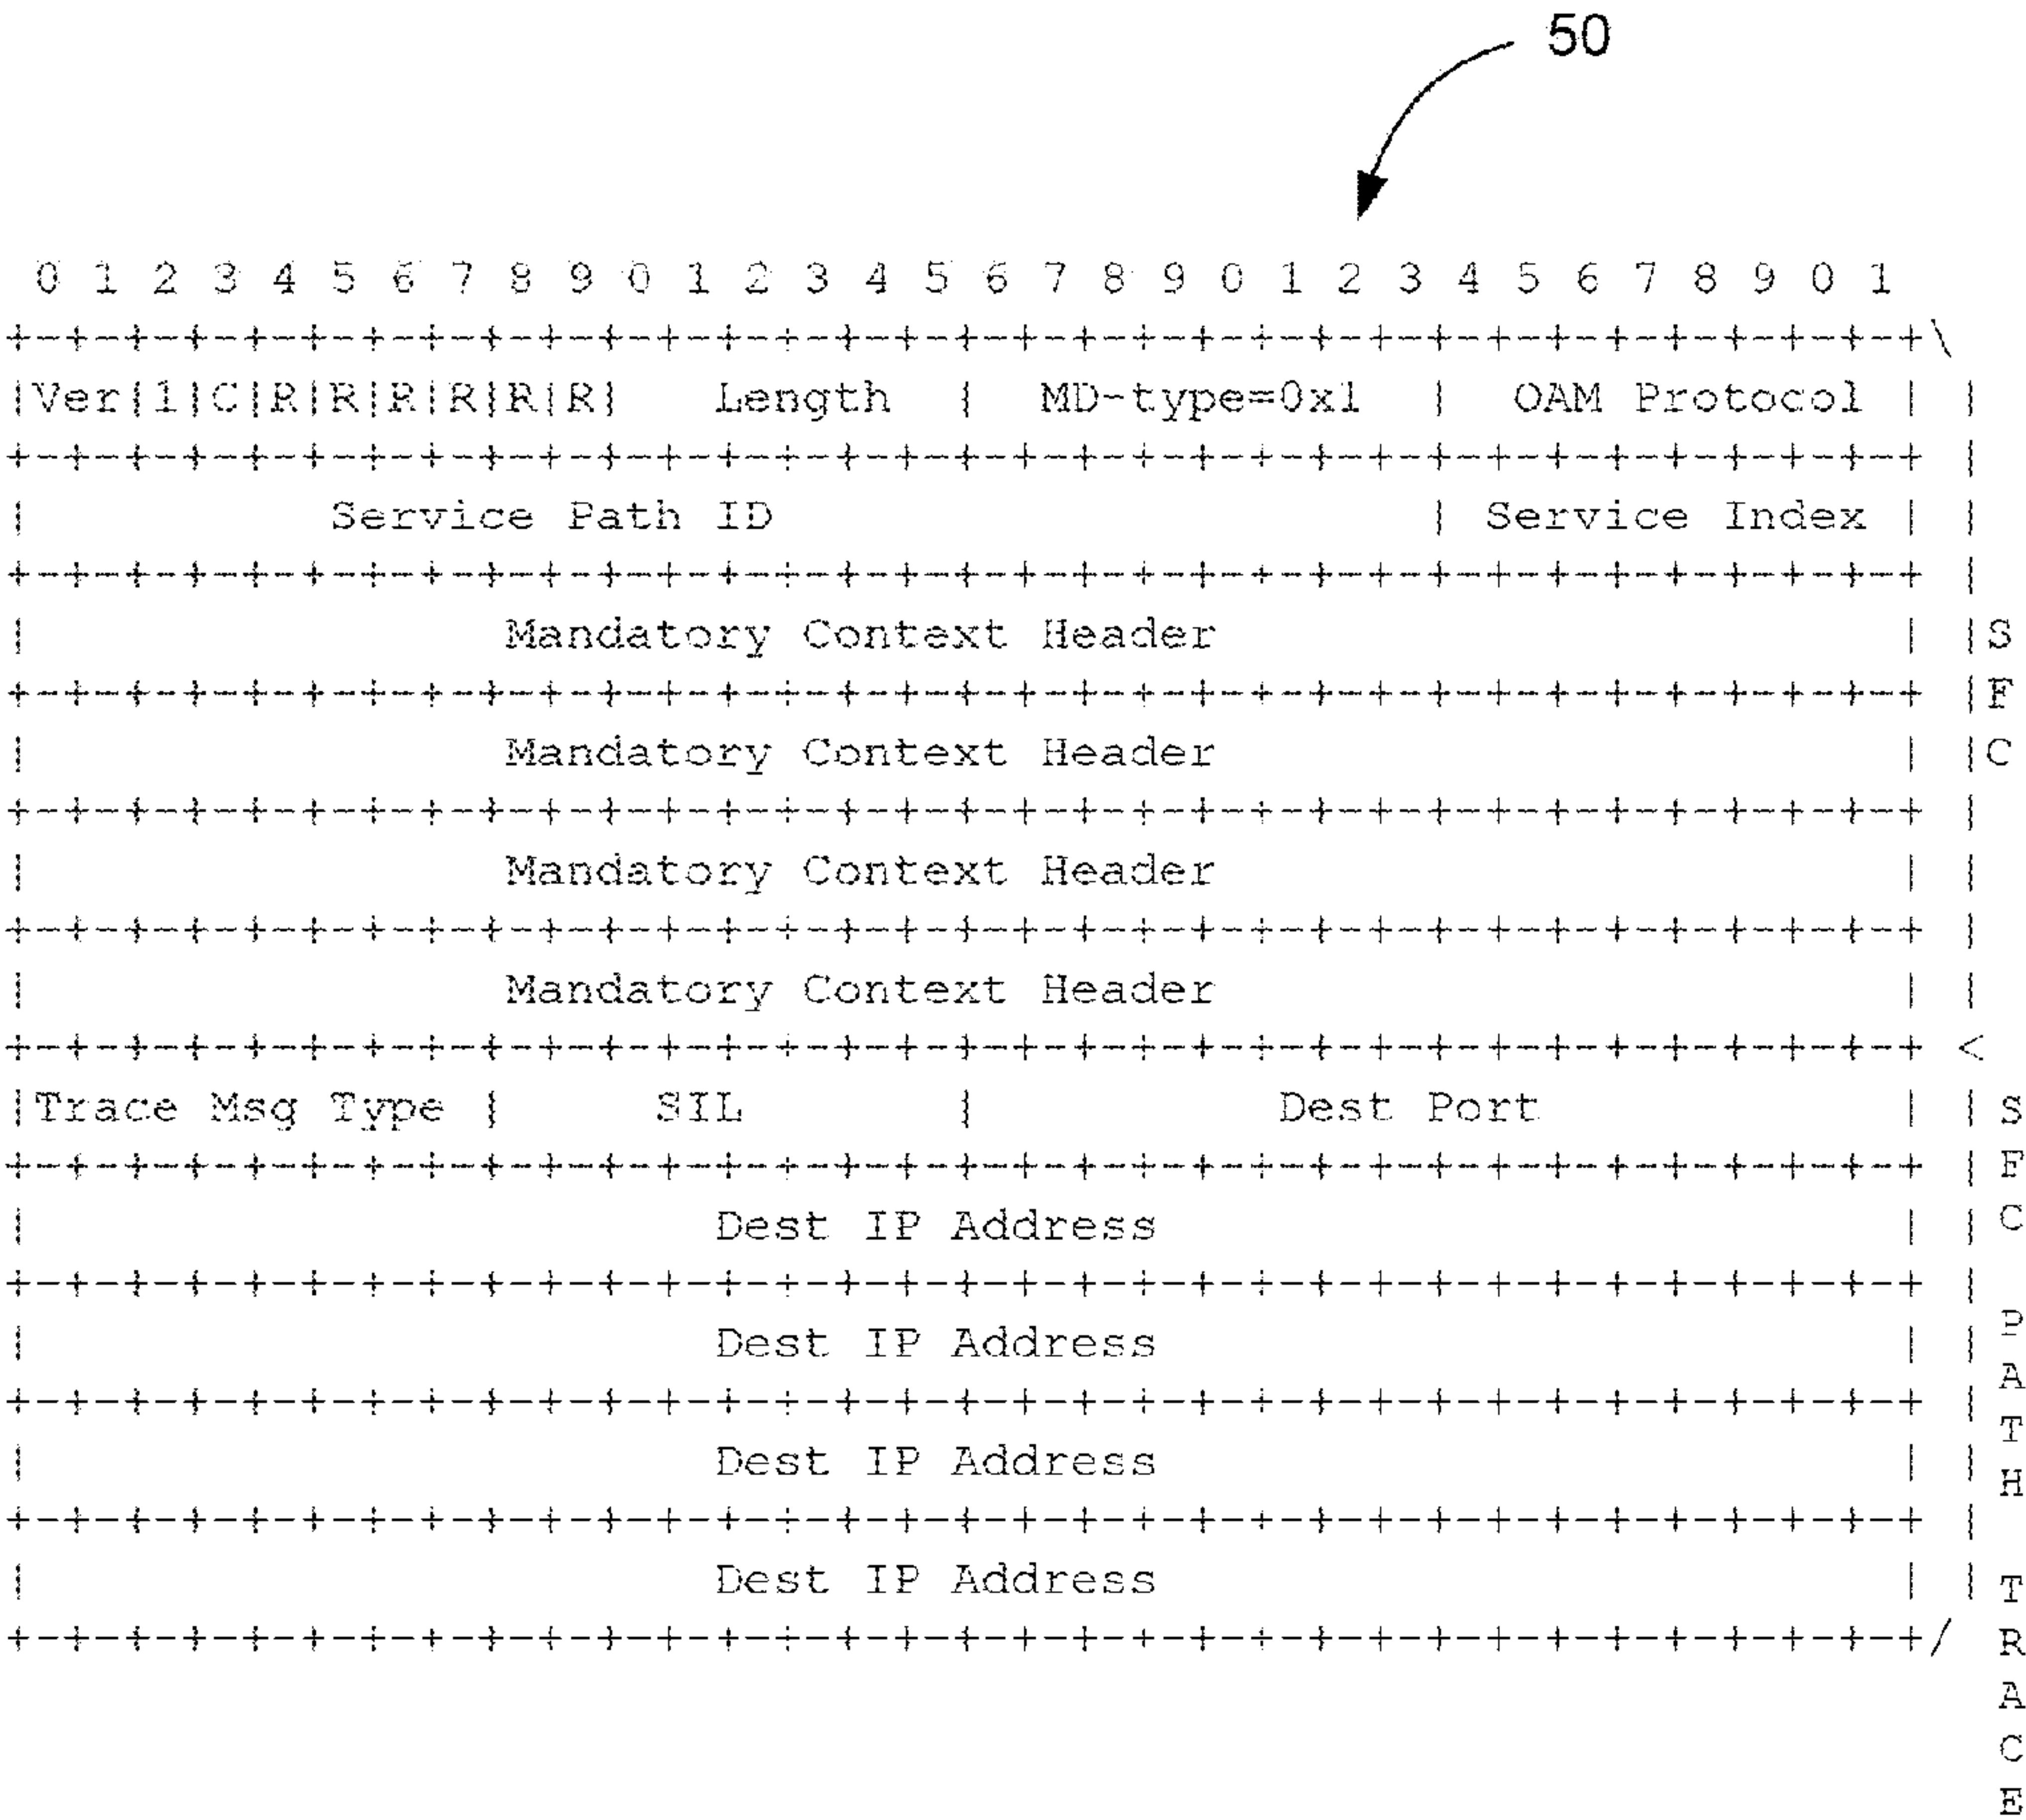 50
0 1 2 3 4 5 6 7 8 9 0 1 2 3 4 5 6 7 8 9 0 1 2 3 4 5 6 7 8 9 0 1
+-+-+-+-+-+-+-+-+-+-+-+-+-+-+-+-+-+-+-+-+-+-+-+-+-+-+-+-+-+-+-+-+\
|Ver|1|C|R|R|R|R|R|R|   Length  |  MD-type=0x1  |  OAM Protocol | |
+-+-+-+-+-+-+-+-+-+-+-+-+-+-+-+-+-+-+-+-+-+-+-+-+-+-+-+-+-+-+-+-+ |
|          Service Path ID                      | Service Index | |
+-+-+-+-+-+-+-+-+-+-+-+-+-+-+-+-+-+-+-+-+-+-+-+-+-+-+-+-+-+-+-+-+ |
|                Mandatory Context Header                       | |S
+-+-+-+-+-+-+-+-+-+-+-+-+-+-+-+-+-+-+-+-+-+-+-+-+-+-+-+-+-+-+-+-+ |F
|                Mandatory Context Header                       | |C
+-+-+-+-+-+-+-+-+-+-+-+-+-+-+-+-+-+-+-+-+-+-+-+-+-+-+-+-+-+-+-+-+ |
|                Mandatory Context Header                       | |
+-+-+-+-+-+-+-+-+-+-+-+-+-+-+-+-+-+-+-+-+-+-+-+-+-+-+-+-+-+-+-+-+ |
|                Mandatory Context Header                       | |
+-+-+-+-+-+-+-+-+-+-+-+-+-+-+-+-+-+-+-+-+-+-+-+-+-+-+-+-+-+-+-+-+ <
|Trace Msg Type |     SIL       |          Dest Port            | | S
+-+-+-+-+-+-+-+-+-+-+-+-+-+-+-+-+-+-+-+-+-+-+-+-+-+-+-+-+-+-+-+-+ | F
|                       Dest IP Address                         | | C
+-+-+-+-+-+-+-+-+-+-+-+-+-+-+-+-+-+-+-+-+-+-+-+-+-+-+-+-+-+-+-+-+ |
|                       Dest IP Address                         | | P
+-+-+-+-+-+-+-+-+-+-+-+-+-+-+-+-+-+-+-+-+-+-+-+-+-+-+-+-+-+-+-+-+ | A
T
|                       Dest IP Address                         | | H
+-+-+-+-+-+-+-+-+-+-+-+-+-+-+-+-+-+-+-+-+-+-+-+-+-+-+-+-+-+-+-+-+ |
|                       Dest IP Address                         | | T
+-+-+-+-+-+-+-+-+-+-+-+-+-+-+-+-+-+-+-+-+-+-+-+-+-+-+-+-+-+-+-+-+/ R
A
C
E